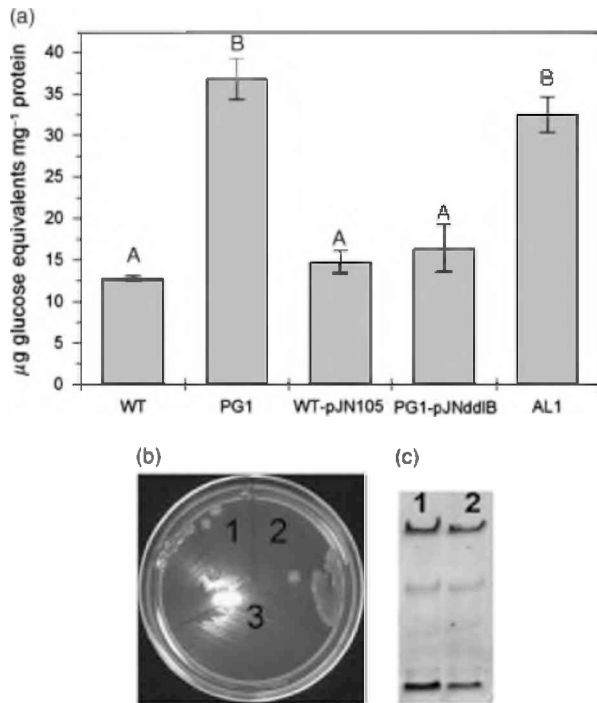 (a)
µg glucose equivalents mg⁻¹ protein
40
35
30
25
20
15
10
5
0
A
B
A
A
B
WT
PG1
WT-pJN105
PG1-pJNddlB
AL1
(b)
1 2
3
(c)
1 2